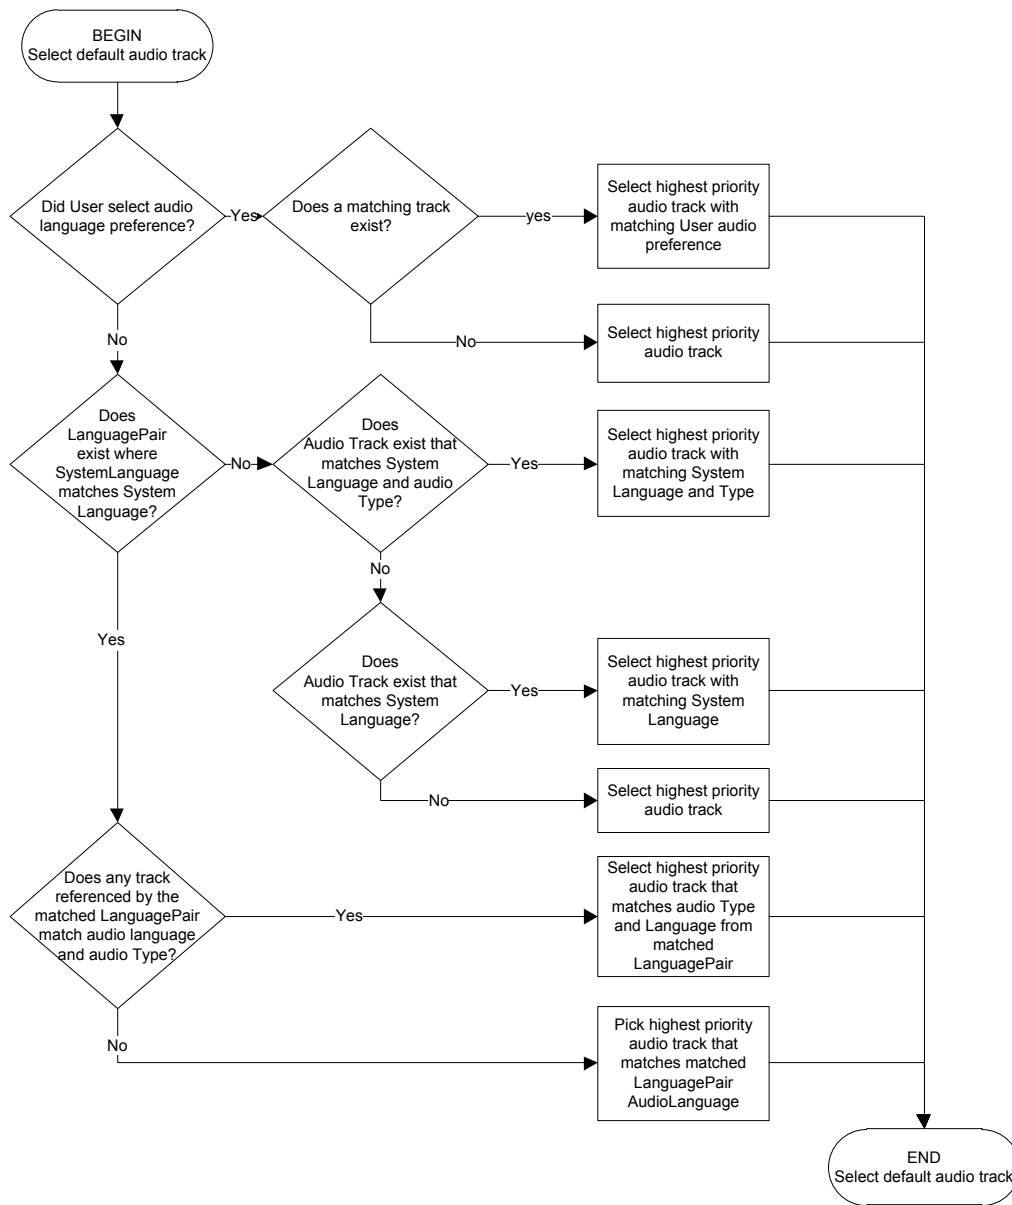 BEGIN
Select default audio track
Did User select audio
language preference?
Yes
Does a matching track
exist?
yes
Select highest priority
audio track with
matching User audio
preference
No
Select highest priority
audio track
No
Does
LanguagePair
exist where
SystemLanguage
matches System
Language?
No
Does
Audio Track exist that
matches System
Language and audio
Type?
Yes
Select highest priority
audio track with
matching System
Language and Type
No
Yes
Does
Audio Track exist that
matches System
Language?
Yes
Select highest priority
audio track with
matching System
Language
No
Select highest priority
audio track
Does any track
referenced by the
matched LanguagePair
match audio language
and audio Type?
Yes
Select highest priority
audio track that
matches audio Type
and Language from
matched
LanguagePair
No
Pick highest priority
audio track that
matches matched
LanguagePair
AudioLanguage
END
Select default audio track